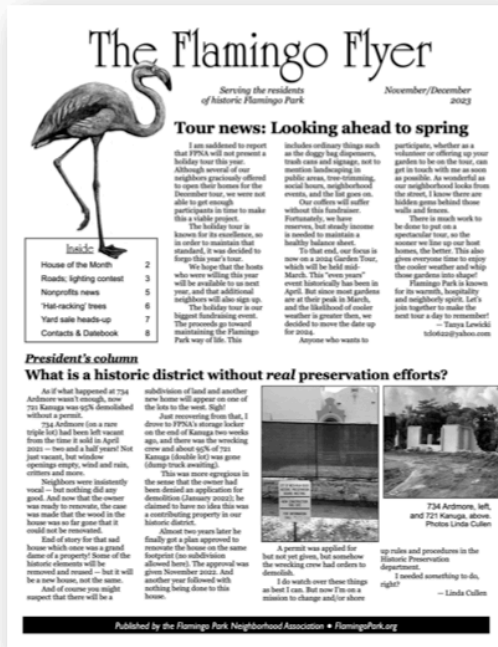 The Flamingo Flyer
Serving the residents
of historic Flamingo Park
November/December
2023
Tour news: Looking ahead to spring
I am saddened to report
that FPNA will not present a
holiday tour this year.
Although several of our
neighbors graciously offered
to open their homes for the
December tour, we were not
able to get enough
participants in time to make
this a viable project.
The holiday tour is
known for its excellence, so
in order to maintain that
standard, it was decided to
forgo this year's tour.
We hope that the hosts
who were willing this year
will be available to us next
year, and that additional
neighbors will also sign up.
The holiday tour is our
biggest fundraising event.
The proceeds go toward
maintaining the Flamingo
Park way of life. This
includes ordinary things such
as the doggy bag dispensers,
trash cans and signage, not to
mention landscaping in
public areas, tree-trimming,
social hours, neighborhood
events, and the list goes on.
Our coffers will suffer
without this fundraiser.
Fortunately, we have
reserves, but steady income
is needed to maintain a
healthy balance sheet.
To that end, our focus is
now on a 2024 Garden Tour,
which will be held mid-
March. This "even years"
event historically has been in
April. But since most gardens
are at their peak in March,
and the likelihood of cooler
weather is greater then, we
decided to move the date up
for 2024.
Anyone who wants to
participate, whether as a
volunteer or offering up your
garden to be on the tour, can
get in touch with me as soon
as possible. As wonderful as
our neighborhood looks from
the street, I know there are
hidden gems behind those
walls and fences.
There is much work to
be done to put on a
spectacular tour, so the
sooner we line up our host
homes, the better. This also
gives everyone time to enjoy
the cooler weather and whip
those gardens into shape!
Flamingo Park is known
for its warmth, hospitality
and neighborly spirit. Let's
join together to make the
next tour a day to remember!
— Tanya Lewicki
tclot622@yahoo.com
Inside
House of the Month 2
Roads; lighting contest 3
Nonprofits news 5
'Hat-racking' trees 6
Yard sale heads-up 7
Contacts & Datebook 8
President's column
What is a historic district without real preservation efforts?
As if what happened at 734
Ardmore wasn't enough, now
721 Kanuga was 95% demolished
without a permit.
734 Ardmore (on a rare
triple lot) had been left vacant
from the time it sold in April
2021 — two and a half years! Not
just vacant, but window
openings empty, wind and rain,
critters and more.
Neighbors were insistently
vocal — but nothing did any
good. And now that the owner
was ready to renovate, the case
was made that the wood in the
house was so far gone that it
could not be renovated.
End of story for that sad
house which once was a grand
dame of a property! Some of the
historic elements will be
removed and reused — but it will
be a new house, not the same.
And of course you might
suspect that there will be a
subdivision of land and another
new home will appear on one of
the lots to the west. Sigh!
Just recovering from that, I
drove to FPNA's storage locker
on the end of Kanuga two weeks
ago, and there was the wrecking
crew and about 95% of 721
Kanuga (double lot) was gone
(dump truck awaiting).
This was more egregious in
the sense that the owner had
been denied an application for
demolition (January 2022); he
claimed to have no idea this was
a contributing property in our
historic district.
Almost two years later he
finally got a plan approved to
renovate the house on the same
footprint (no subdivision
allowed here). The approval was
given November 2022. And
another year followed with
nothing being done to this
house.
734 Ardmore, left,
and 721 Kanuga, above.
Photos Linda Cullen
A permit was applied for
but not yet given, but somehow
the wrecking crew had orders to
demolish.
I do watch over these things
as best I can. But now I'm on a
mission to change and/or shore
up rules and procedures in the
Historic Preservation
department.
I needed something to do,
right?
— Linda Cullen
Published by the Flamingo Park Neighborhood Association • FlamingoPark.org